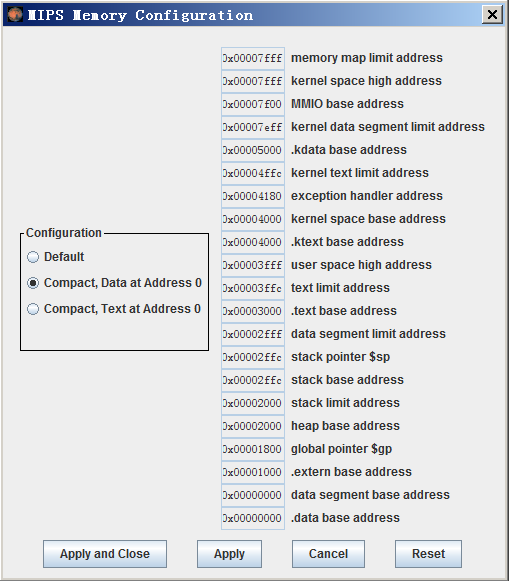 MIPS Memory Configuration
0x00007fff memory map limit address
0x00007fff kernel space high address
0x00007f00 MMIO base address
0x00007eff kernel data segment limit address
0x00005000 .kdata base address
0x00004ffc kernel text limit address
0x00004180 exception handler address
0x00004000 kernel space base address
0x00004000 .ktext base address
0x00003fff user space high address
0x00003ffc text limit address
0x00003000 .text base address
0x00002fff data segment limit address
0x00002ffc stack pointer $sp
0x00002ffc stack base address
0x00002000 stack limit address
0x00002000 heap base address
0x00001800 global pointer $gp
0x00001000 .extern base address
0x00000000 data segment base address
0x00000000 .data base address
Configuration
Default
Compact, Data at Address 0
Compact, Text at Address 0
Apply and Close Apply Cancel Reset